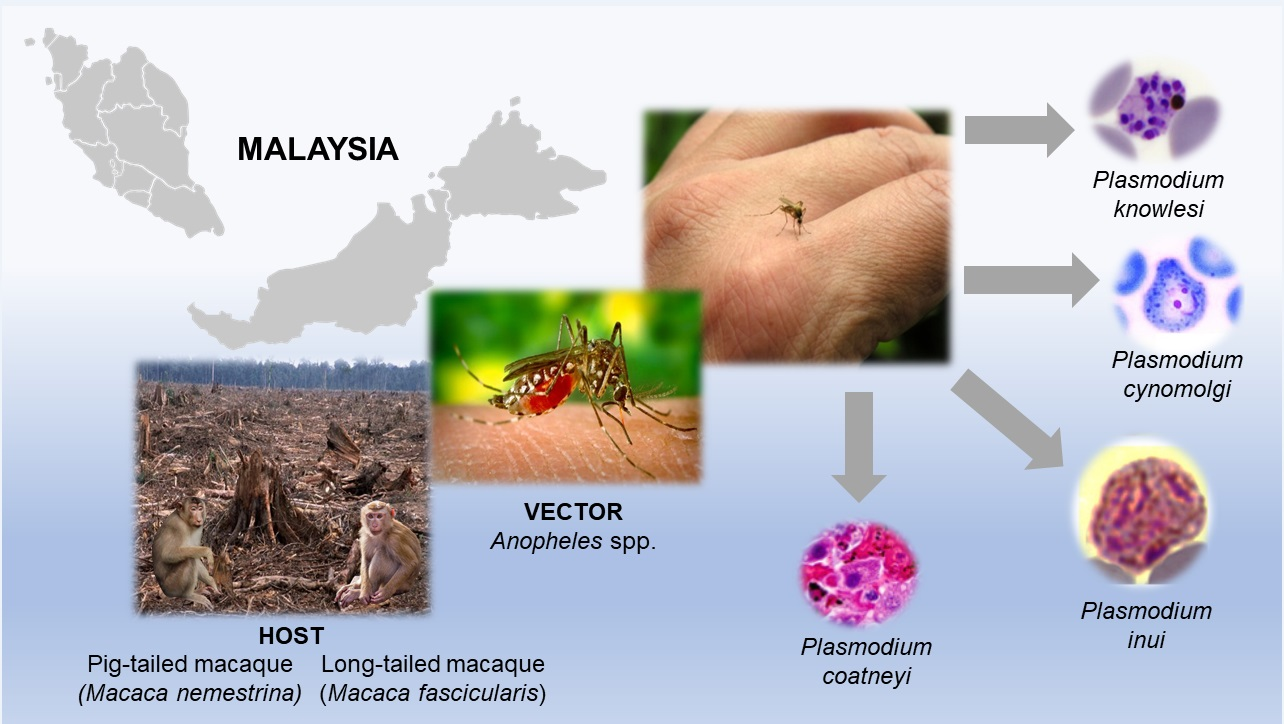 MALAYSIA
Plasmodium
knowlesi
Plasmodium
cynomolgi
VECTOR
Anopheles spp.
Plasmodium
inui
HOST
Pig-tailed macaque
(Macaca nemestrina)
Long-tailed macaque
(Macaca fascicularis)
Plasmodium
coatneyi